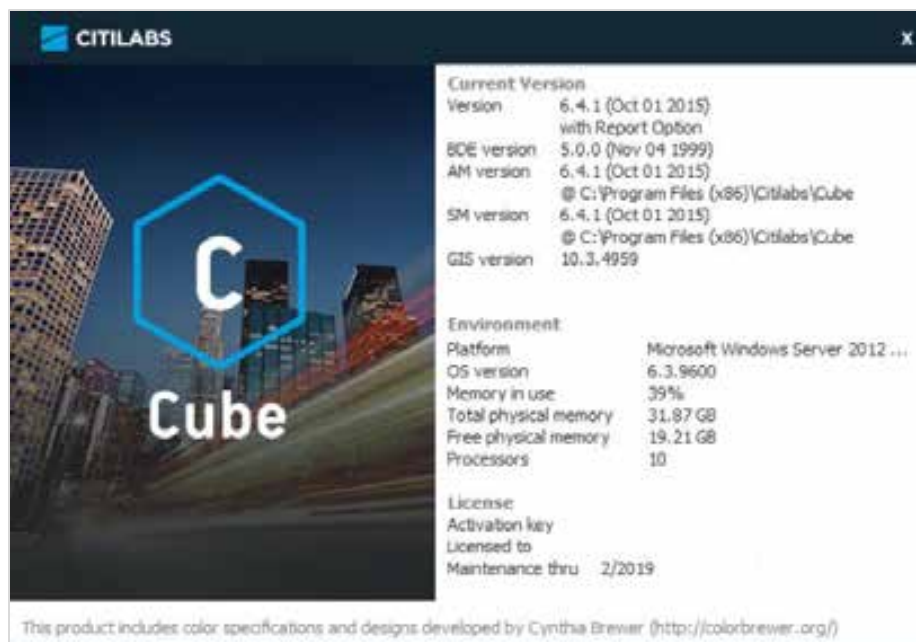 CITILABS
X
C
Cube
Current Version
Version 6.4.1 (Oct 01 2015)
with Report Option
BDE version 5.0.0 (Nov 04 1999)
AM version 6.4.1 (Oct 01 2015)
@ C:\Program Files (x86)\Citilabs\Cube
SM version 6.4.1 (Oct 01 2015)
@ C:\Program Files (x86)\Citilabs\Cube
GIS version 10.3.4959
Environment
Platform Microsoft Windows Server 2012 ...
OS version 6.3.9600
Memory in use 39%
Total physical memory 31.87 GB
Free physical memory 19.21 GB
Processors 10
License
Activation key
Licensed to
Maintenance thru 2/2019
This product includes color specifications and designs developed by Cynthia Brewer (http://colorbrewer.org/)